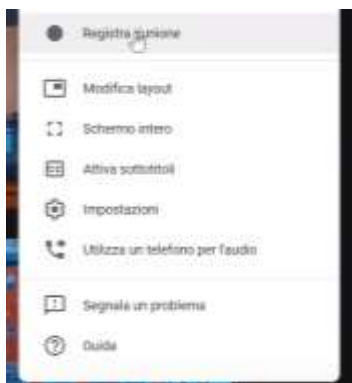 Registra riunione
Modifica layout
Schermo intero
Attiva sottotitoli
Impostazioni
Utilizza un telefono per l'audio
Segnala un problema
Guida